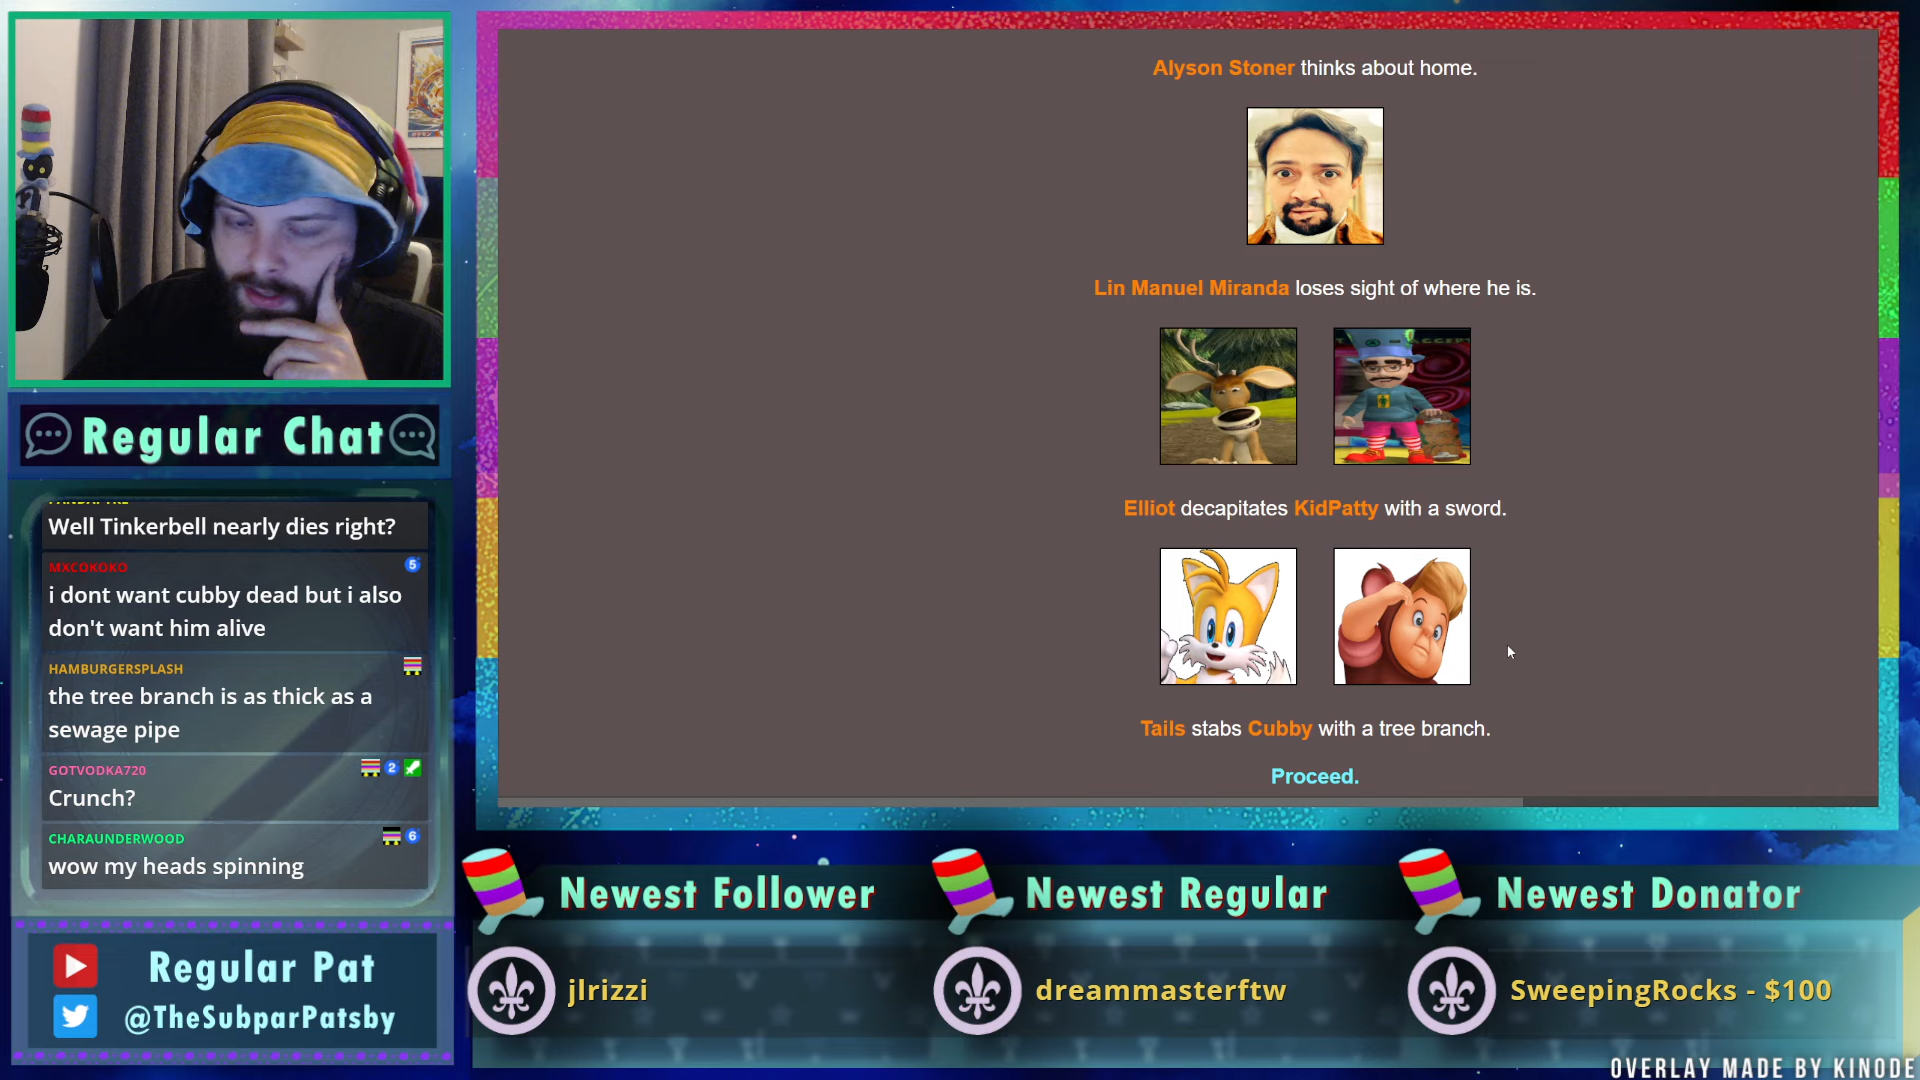 Alyson Stoner thinks about home.
Lin Manuel Miranda loses sight of where he is.
Elliot decapitates KidPatty with a sword.
Tails stabs Cubby with a tree branch.
Proceed.
Regular Chat
Well Tinkerbell nearly dies right?
MXCOKOKO
5
i dont want cubby dead but i also
don't want him alive
HAMBURGERSPLASH
the tree branch is as thick as a
sewage pipe
GOTVODKA720
2
Crunch?
CHARAUNDERWOOD
6
wow my heads spinning
Regular Pat
@TheSubparPatsby
Newest Follower
jlrizzi
Newest Regular
dreammasterftw
Newest Donator
SweepingRocks - $100
OVERLAY MADE BY KINODE